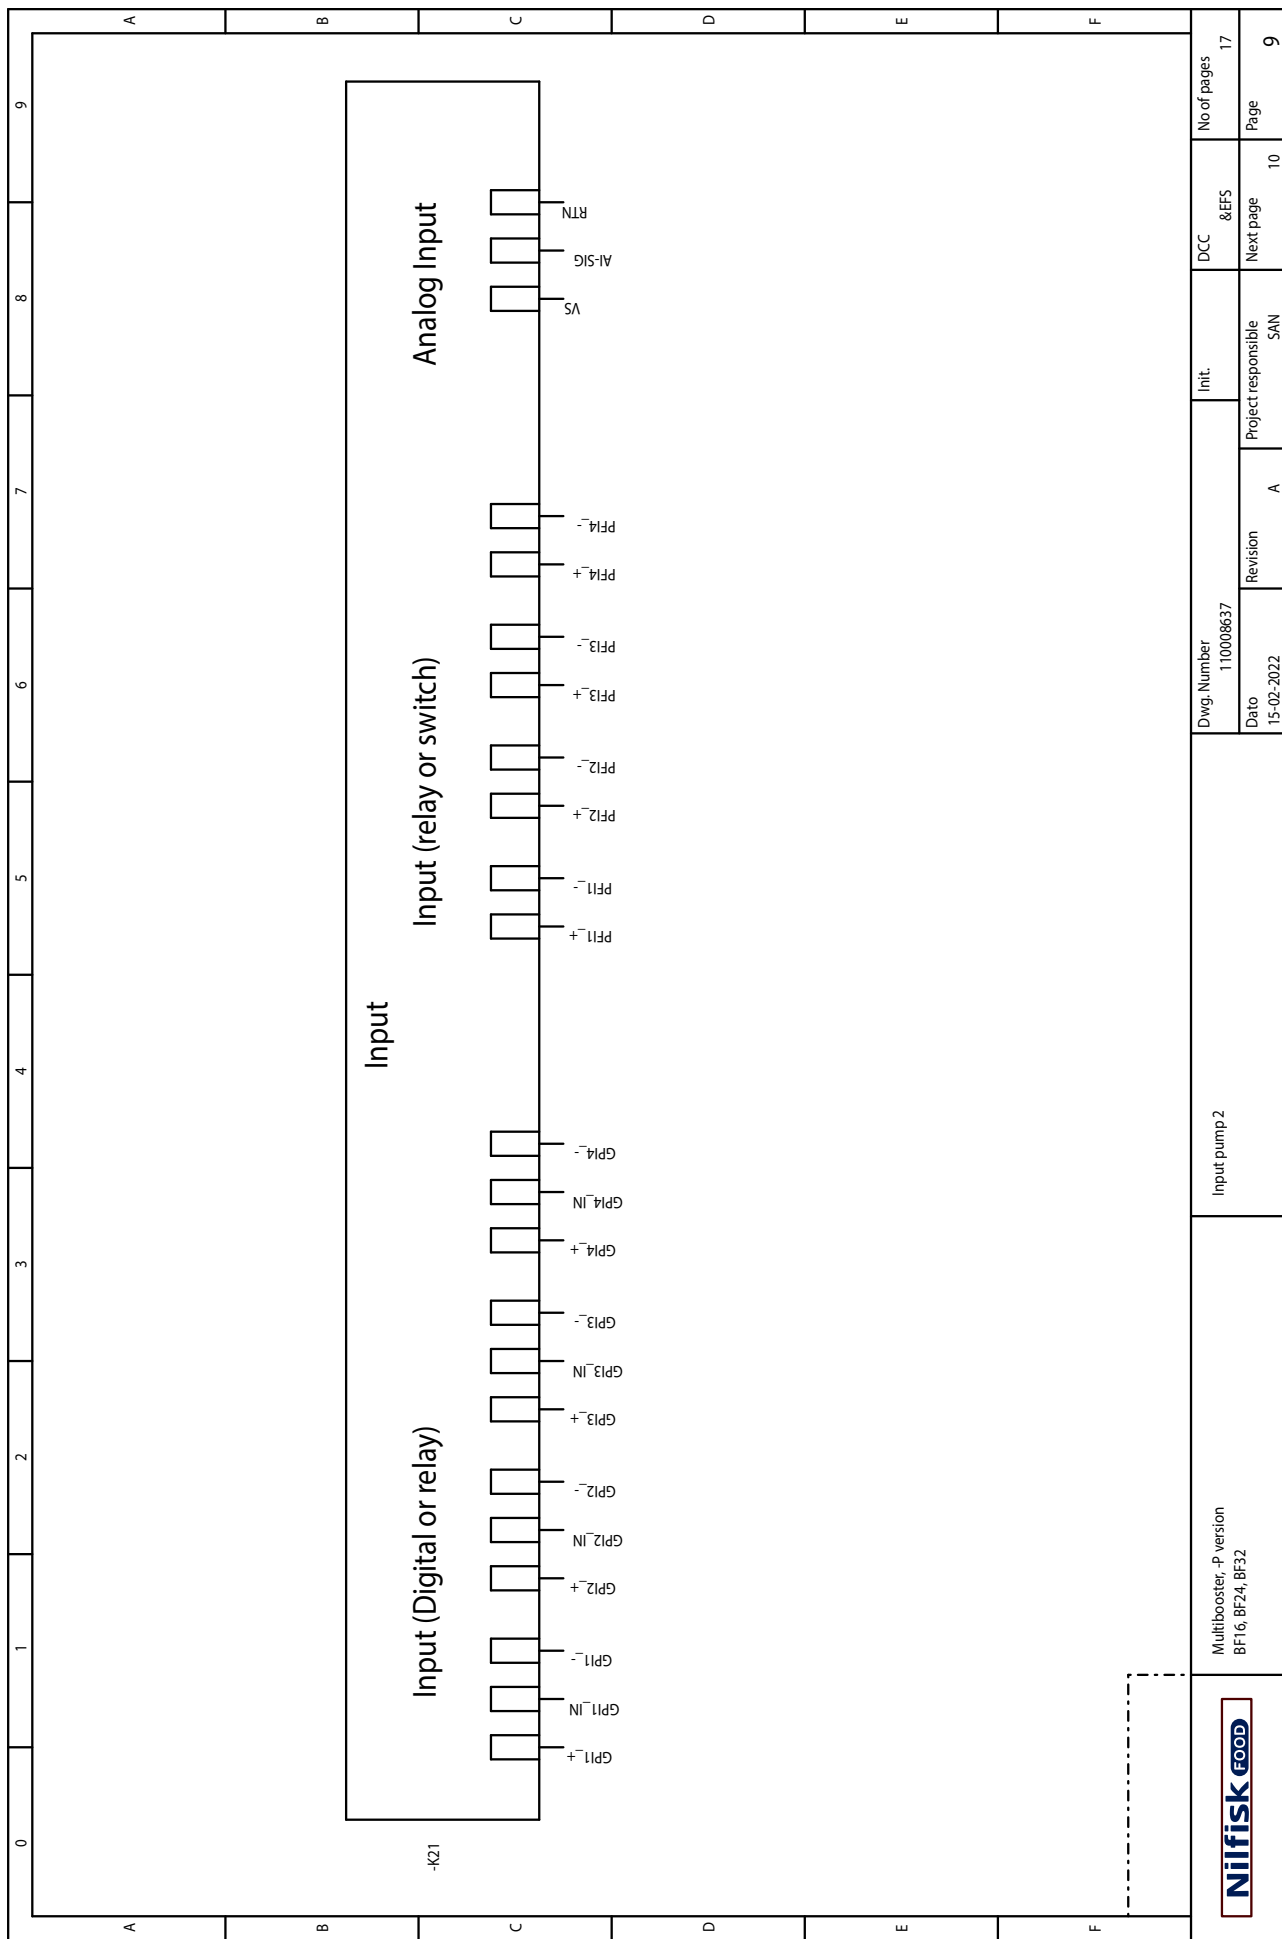 0 1 2 3 4 5 6 7 8 9
A A
B B
C C
D D
E E
F F
-K21
Input
Input (Digital or relay)
Input (relay or switch)
Analog Input
GPI1_+
GPI1_IN
GPI1_-
GPI2_+
GPI2_IN
GPI2_-
GPI3_+
GPI3_IN
GPI3_-
GPI4_+
GPI4_IN
GPI4_-
PFI1_+
PFI1_-
PFI2_+
PFI2_-
PFI3_+
PFI3_-
PFI4_+
PFI4_-
VS
AI-SIG
RTN
Nilfisk FOOD
Multibooster, -P version
BF16, BF24, BF32
Input pump 2
Dwg. Number
110008637
Init.
DCC
&EFS
No of pages
17
Dato
15-02-2022
Revision
A
Project responsible
SAN
Next page
10
Page
9